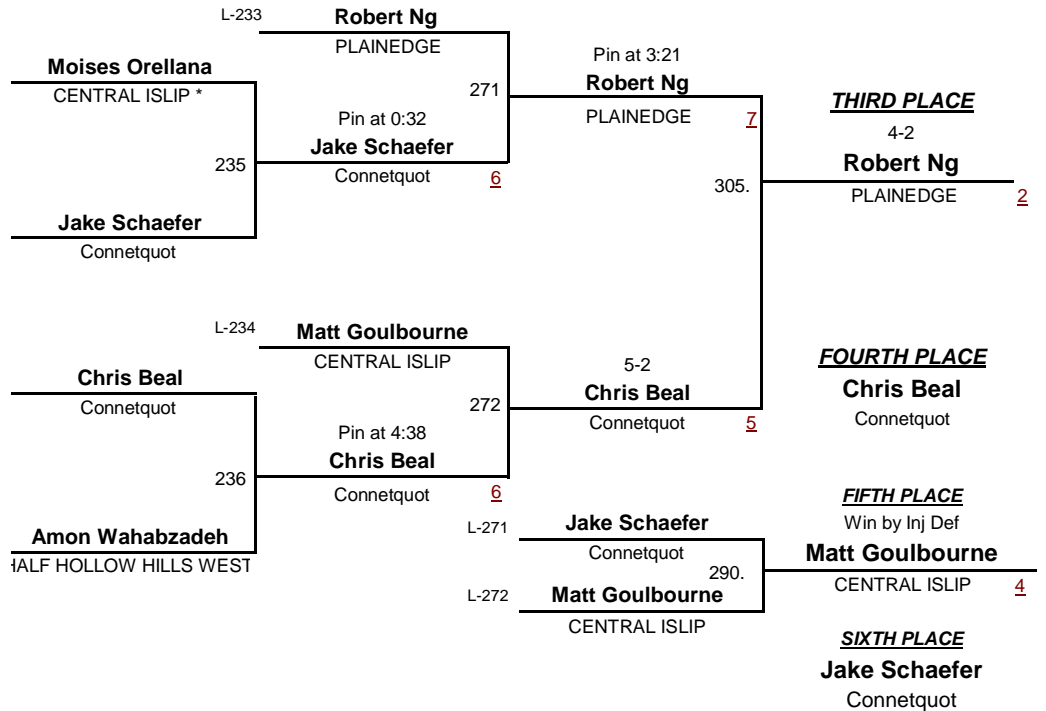 L-233
Robert Ng
PLAINEDGE
Moises Orellana
CENTRAL ISLIP *
271
Pin at 3:21
Robert Ng
PLAINEDGE
7
THIRD PLACE
4-2
Robert Ng
PLAINEDGE
2
Pin at 0:32
Jake Schaefer
Connetquot
6
235
305.
Jake Schaefer
Connetquot
L-234
Matt Goulbourne
CENTRAL ISLIP
Chris Beal
Connetquot
272
5-2
Chris Beal
Connetquot
5
FOURTH PLACE
Chris Beal
Connetquot
Pin at 4:38
Chris Beal
Connetquot
6
236
Amon Wahabzadeh
HALF HOLLOW HILLS WEST
L-271
Jake Schaefer
Connetquot
290.
L-272
Matt Goulbourne
CENTRAL ISLIP
FIFTH PLACE
Win by Inj Def
Matt Goulbourne
CENTRAL ISLIP
4
SIXTH PLACE
Jake Schaefer
Connetquot